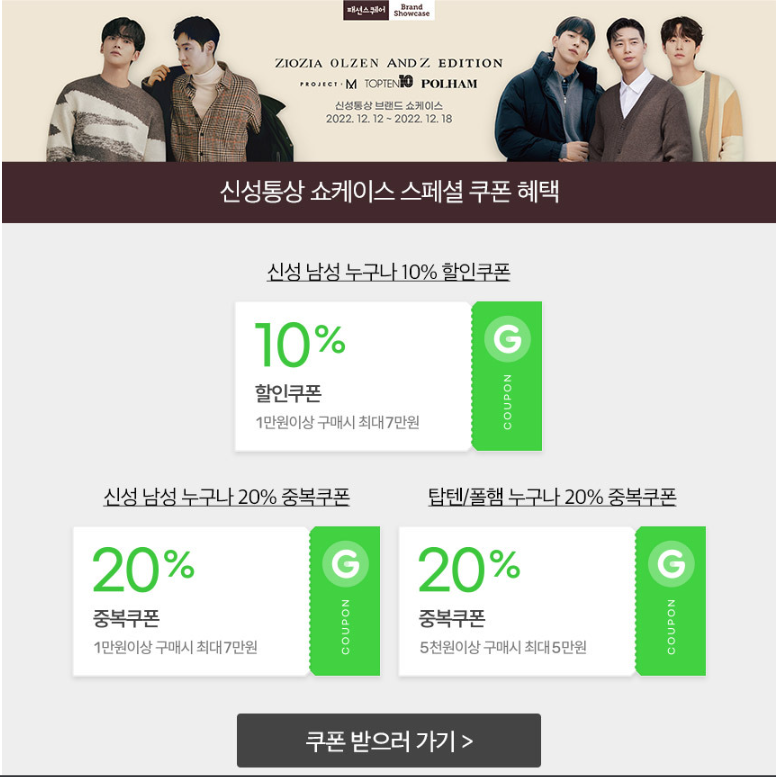 패션스퀘어 Brand Showcase
ZIOZIA OLZEN AND Z EDITION
PROJECT M TOPTEN10 POLHAM
신성통상 브랜드 쇼케이스
2022. 12. 12 ~ 2022. 12. 18
신성통상 쇼케이스 스페셜 쿠폰 혜택
신성 남성 누구나 10% 할인쿠폰
10%
할인쿠폰
1만원이상 구매시 최대 7만원
G
COUPON
신성 남성 누구나 20% 중복쿠폰
20%
중복쿠폰
1만원이상 구매시 최대 7만원
G
COUPON
탑텐/폴햄 누구나 20% 중복쿠폰
20%
중복쿠폰
5천원이상 구매시 최대 5만원
G
COUPON
쿠폰 받으러 가기 >